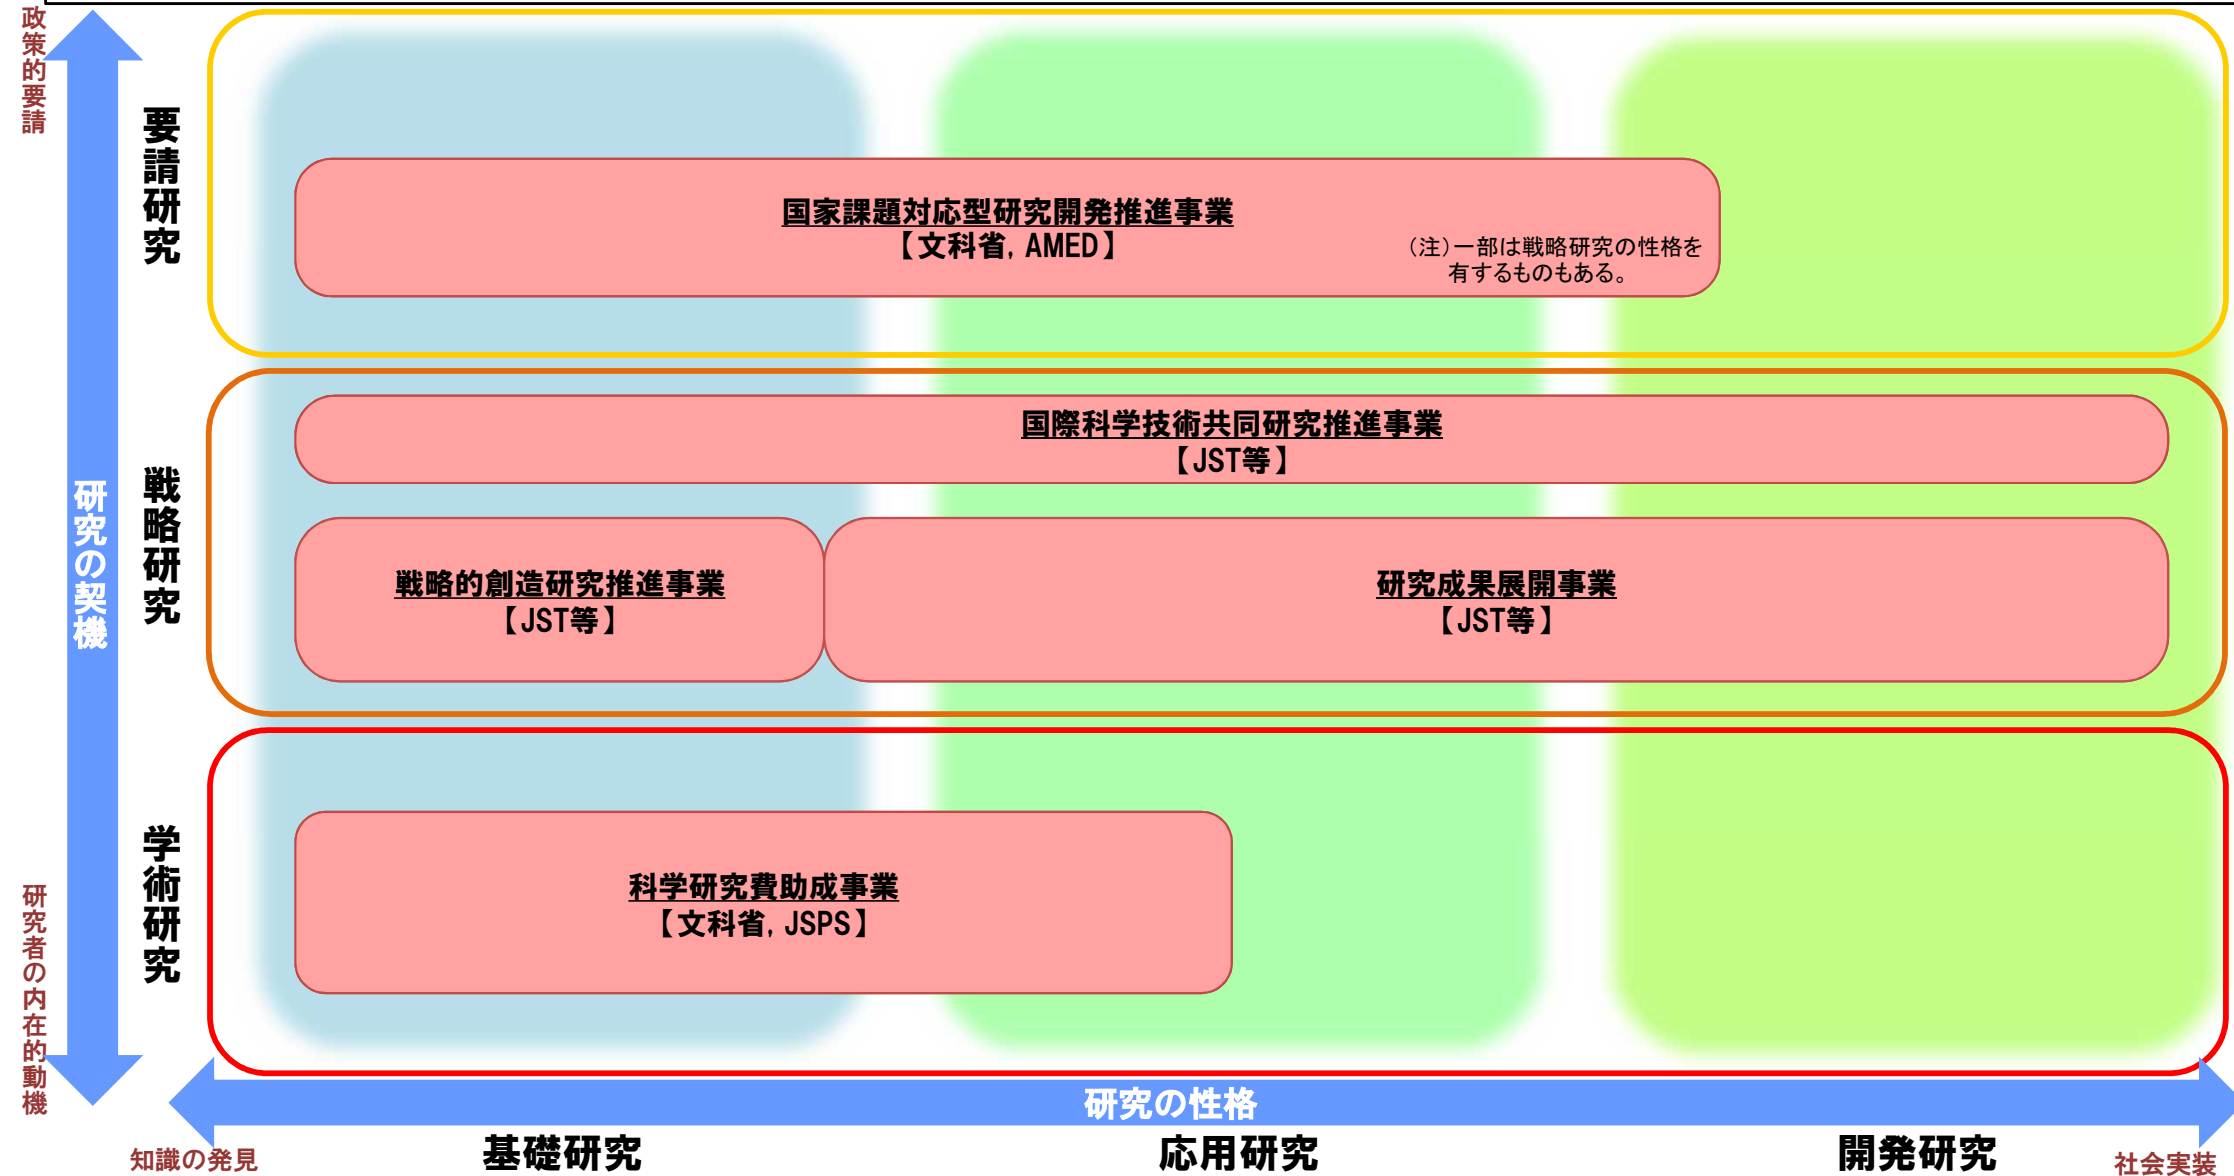 政策的要請
要請研究
国家課題対応型研究開発推進事業
【文科省, AMED】
(注)一部は戦略研究の性格を
有するものもある。
研究の契機
戦略研究
国際科学技術共同研究推進事業
【JST等】
戦略的創造研究推進事業
【JST等】
研究成果展開事業
【JST等】
学術研究
科学研究費助成事業
【文科省, JSPS】
研究者の内在的動機
研究の性格
知識の発見
基礎研究
応用研究
開発研究
社会実装